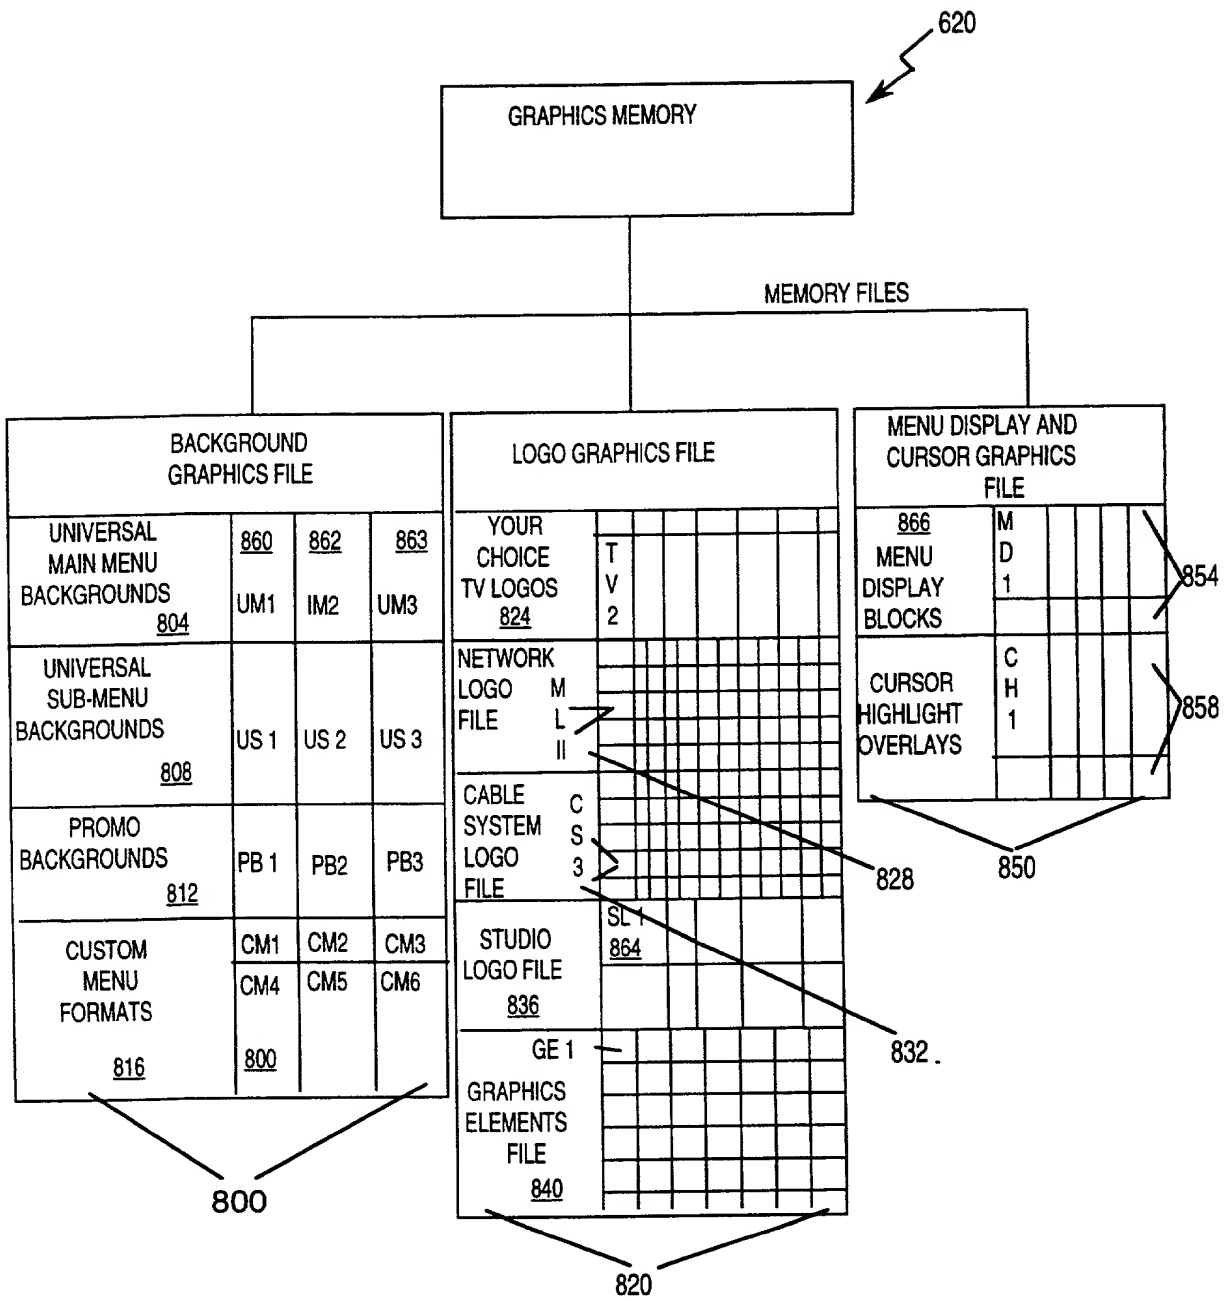 620
GRAPHICS MEMORY
MEMORY FILES
BACKGROUND
GRAPHICS FILE
UNIVERSAL
MAIN MENU
BACKGROUNDS
804
860
862
863
UM1
IM2
UM3
UNIVERSAL
SUB-MENU
BACKGROUNDS
808
US 1
US 2
US 3
PROMO
BACKGROUNDS
812
PB 1
PB2
PB3
CUSTOM
MENU
FORMATS
816
CM1
CM2
CM3
CM4
CM5
CM6
800
800
LOGO GRAPHICS FILE
YOUR
CHOICE
TV LOGOS
824
T
V
2
NETWORK
LOGO
FILE
M
L
II
828
CABLE
SYSTEM
LOGO
FILE
C
S
3
832.
STUDIO
LOGO FILE
836
SL 1
864
GE 1
GRAPHICS
ELEMENTS
FILE
840
820
MENU DISPLAY AND
CURSOR GRAPHICS
FILE
866
MENU
DISPLAY
BLOCKS
M
D
1
854
CURSOR
HIGHLIGHT
OVERLAYS
C
H
1
858
850